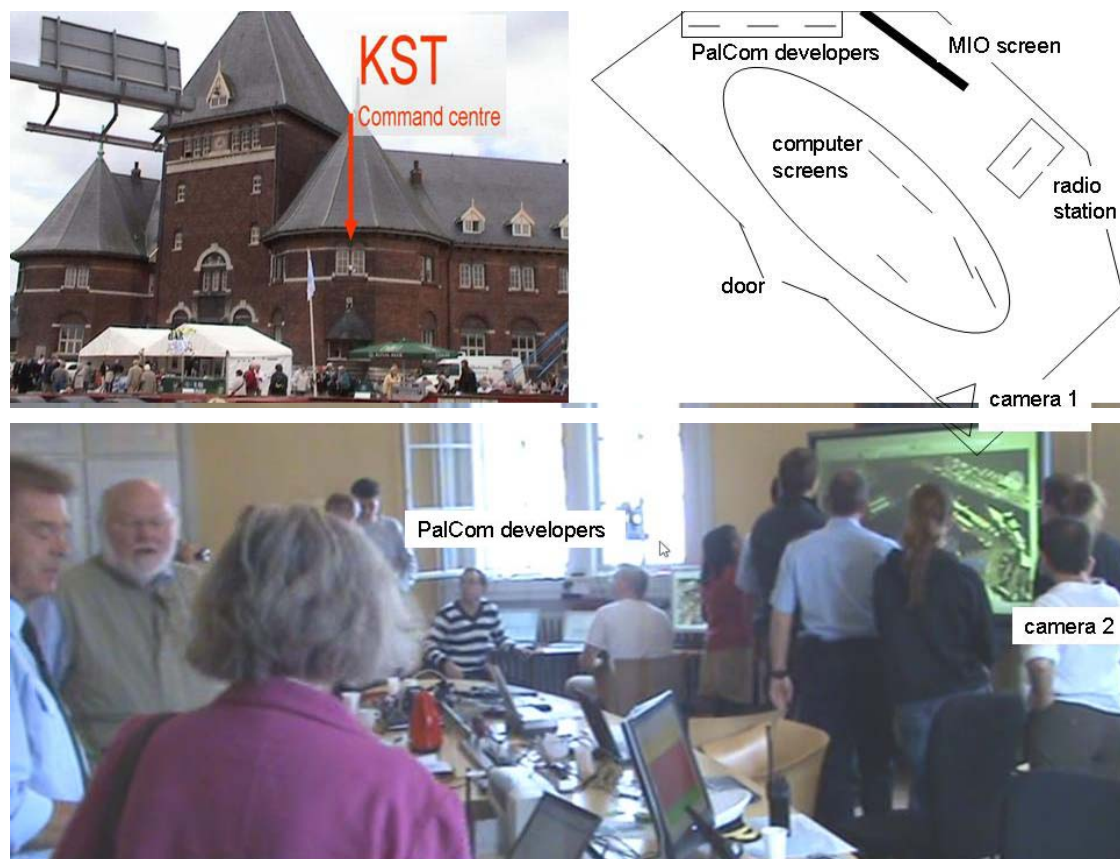 KST
Command centre
PalCom developers
MIO screen
computer
screens
radio
station
door
camera 1
PalCom developers
camera 2